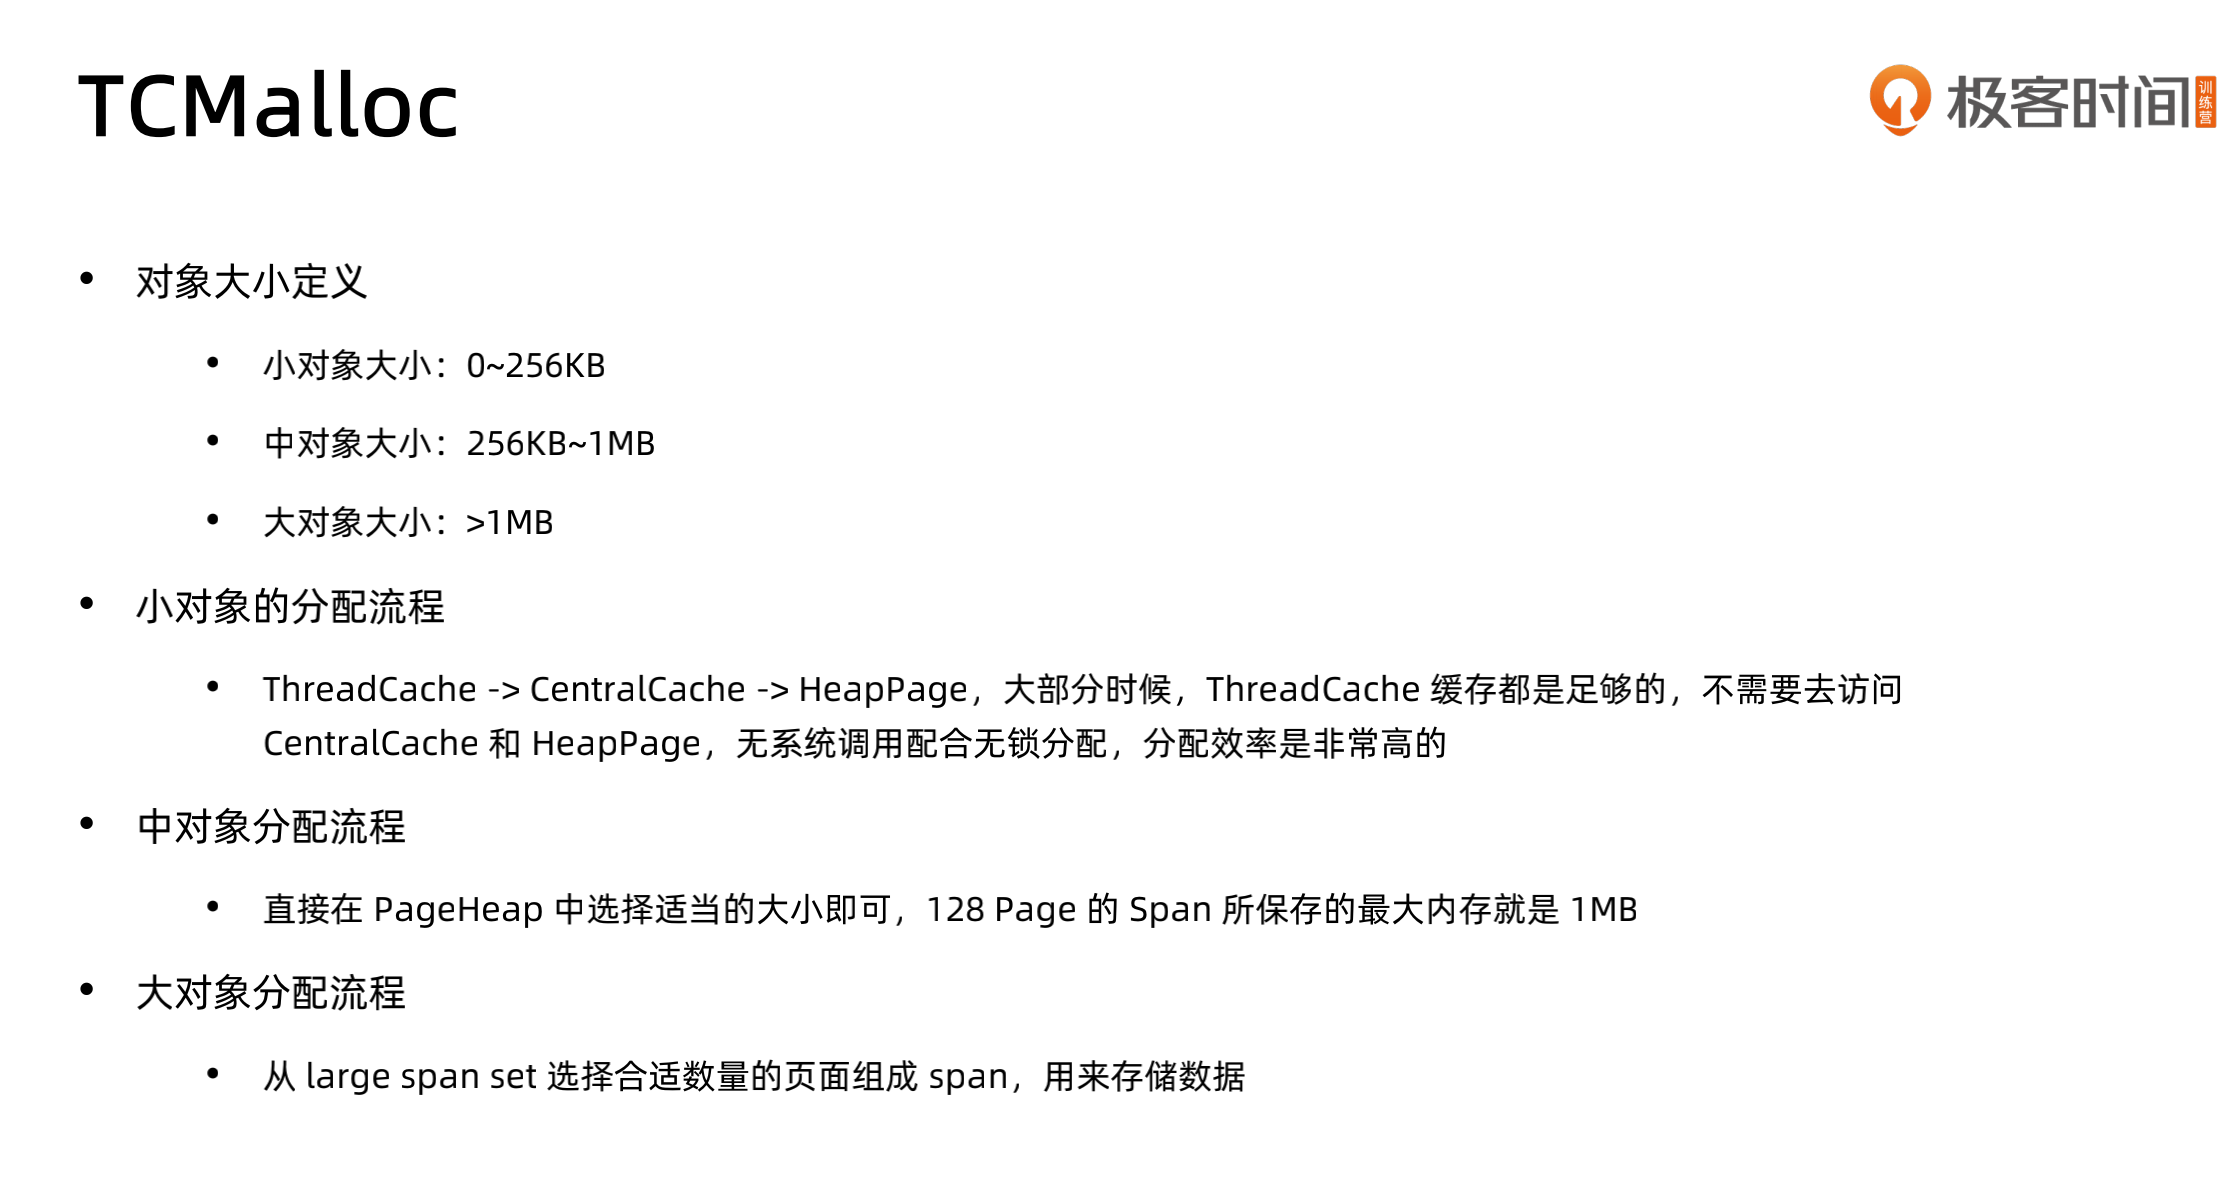 TCMalloc
极客时间
训练营
• 对象大小定义
• 小对象大小：0~256KB
• 中对象大小：256KB~1MB
• 大对象大小：>1MB
• 小对象的分配流程
• ThreadCache -> CentralCache -> HeapPage，大部分时候，ThreadCache 缓存都是足够的，不需要去访问
CentralCache 和 HeapPage，无系统调用配合无锁分配，分配效率是非常高的
• 中对象分配流程
• 直接在 PageHeap 中选择适当的大小即可，128 Page 的 Span 所保存的最大内存就是 1MB
• 大对象分配流程
• 从 large span set 选择合适数量的页面组成 span，用来存储数据